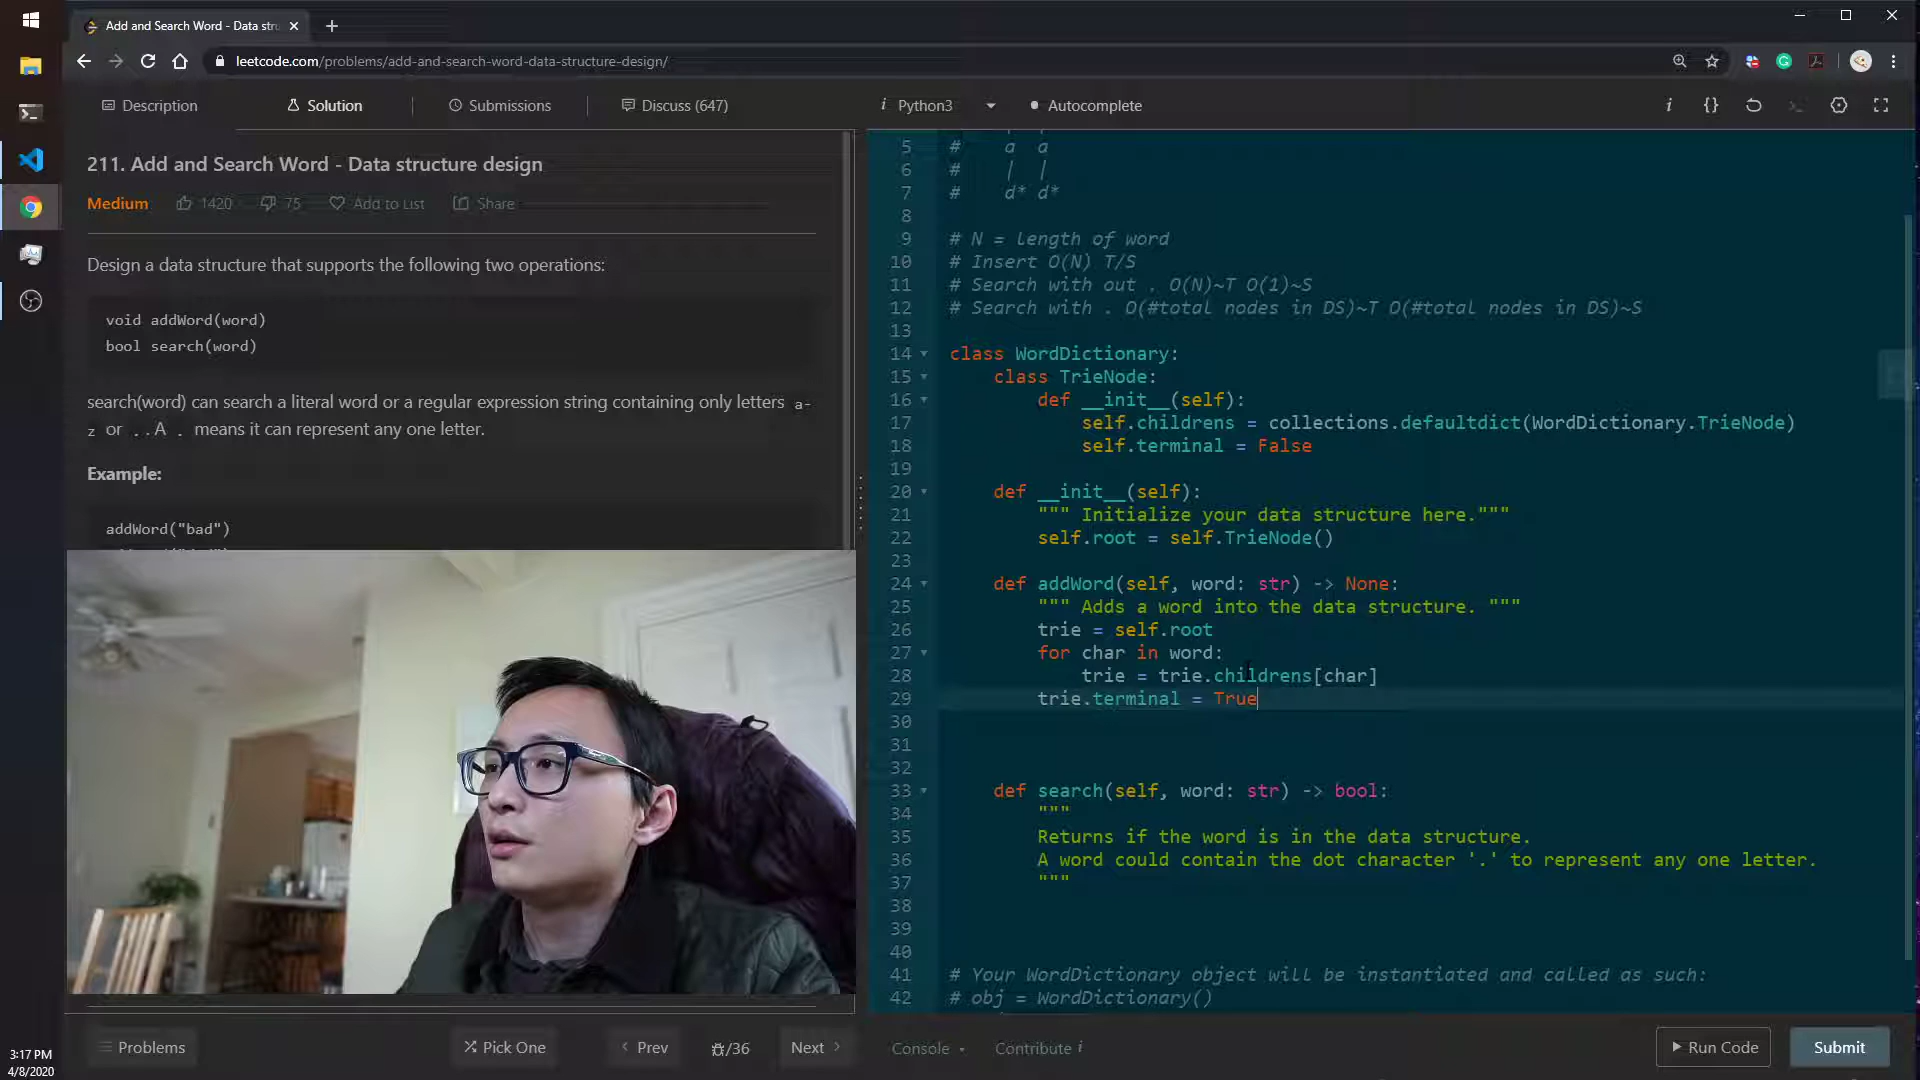 Add and Search Word - Data stru
leetcode.com/problems/add-and-search-word-data-structure-design/
Description
Solution
Submissions
Discuss (647)
i Python3
Autocomplete
i {}
211. Add and Search Word - Data structure design
Medium
1420
75
Add to List
Share
Design a data structure that supports the following two operations:
void addWord(word)
bool search(word)
search(word) can search a literal word or a regular expression string containing only letters a-
z or . . A . means it can represent any one letter.
Example:
addWord("bad")
5 #    a  a
6 #    |  |
7 #    d* d*
8
9 # N = length of word
10 # Insert O(N) T/S
11 # Search with out . O(N)~T O(1)~S
12 # Search with . O(#total nodes in DS)~T O(#total nodes in DS)~S
13
14 class WordDictionary:
15     class TrieNode:
16         def __init__(self):
17             self.childrens = collections.defaultdict(WordDictionary.TrieNode)
18             self.terminal = False
19
20     def __init__(self):
21         """ Initialize your data structure here."""
22         self.root = self.TrieNode()
23
24     def addWord(self, word: str) -> None:
25         """ Adds a word into the data structure. """
26         trie = self.root
27         for char in word:
28             trie = trie.childrens[char]
29         trie.terminal = True
30
31
32
33     def search(self, word: str) -> bool:
34         """
35         Returns if the word is in the data structure.
36         A word could contain the dot character '.' to represent any one letter.
37         """
38
39
40
41 # Your WordDictionary object will be instantiated and called as such:
42 # obj = WordDictionary()
Problems
Pick One
Prev
/36
Next
Console
Contribute i
Run Code
Submit
3:17 PM
4/8/2020